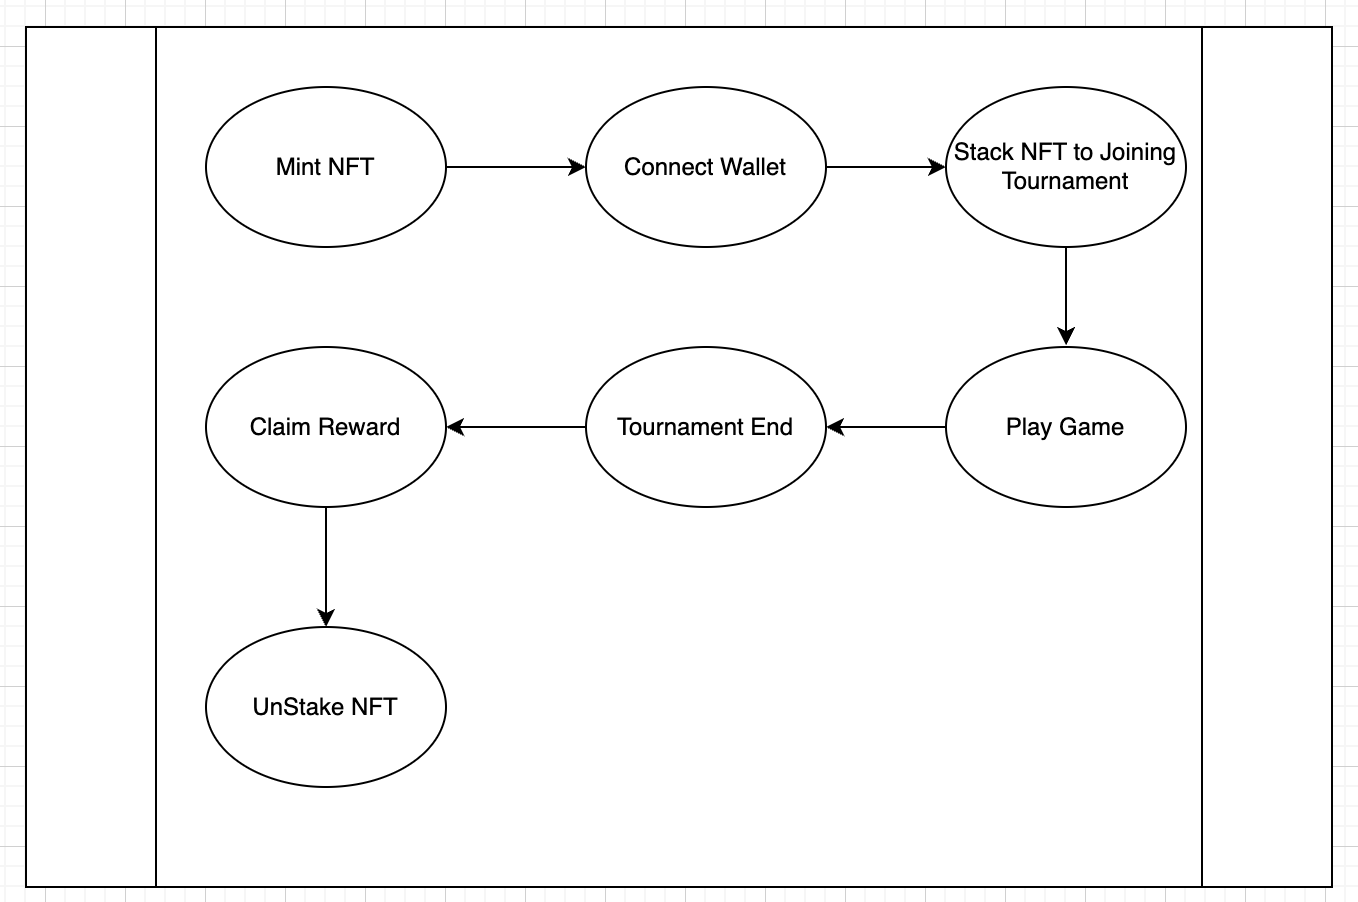 Mint NFT
Connect Wallet
Stack NFT to Joining
Tournament
Claim Reward
Tournament End
Play Game
UnStake NFT